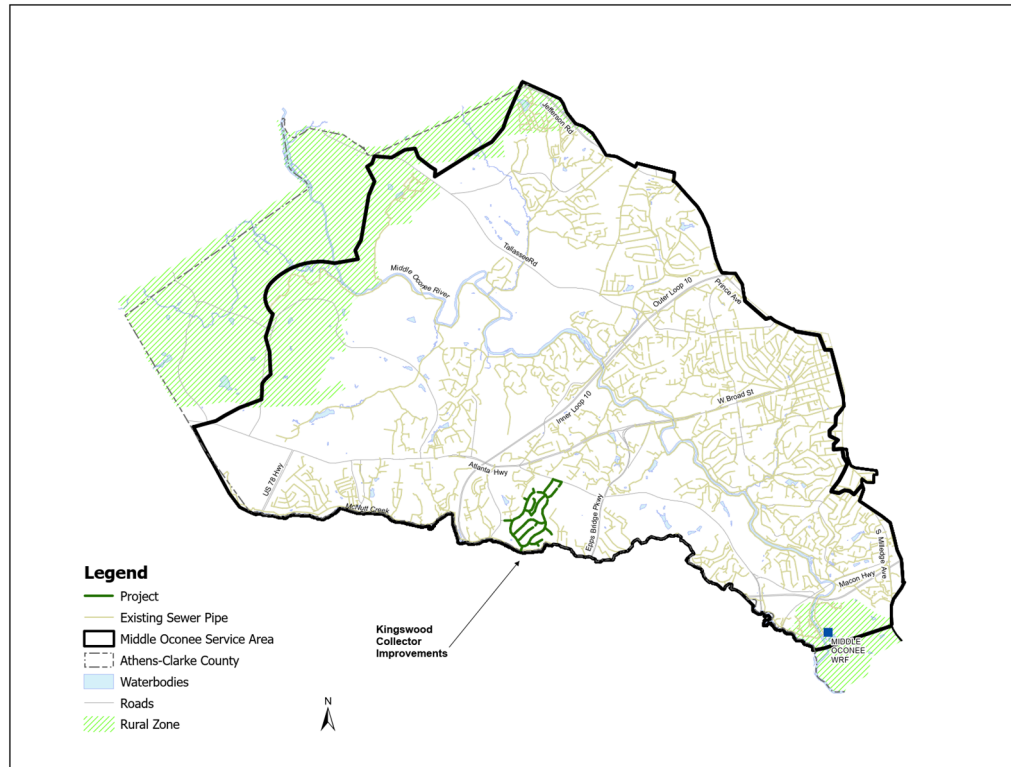 Jefferson Rd
TallasseeRd
Middle Oconee River
Outer Loop 10
Prince Ave
Inner Loop 10
W.Broad St
Atlanta Hwy
US 78 Hwy
McNutt Creek
Epps Bridge Pkwy
S Milledge Ave
Macon Hwy
MIDDLE
OCONEE
WRF
Kingswood
Collector
Improvements
Legend
Project
Existing Sewer Pipe
Middle Oconee Service Area
Athens-Clarke County
Waterbodies
Roads
Rural Zone
N